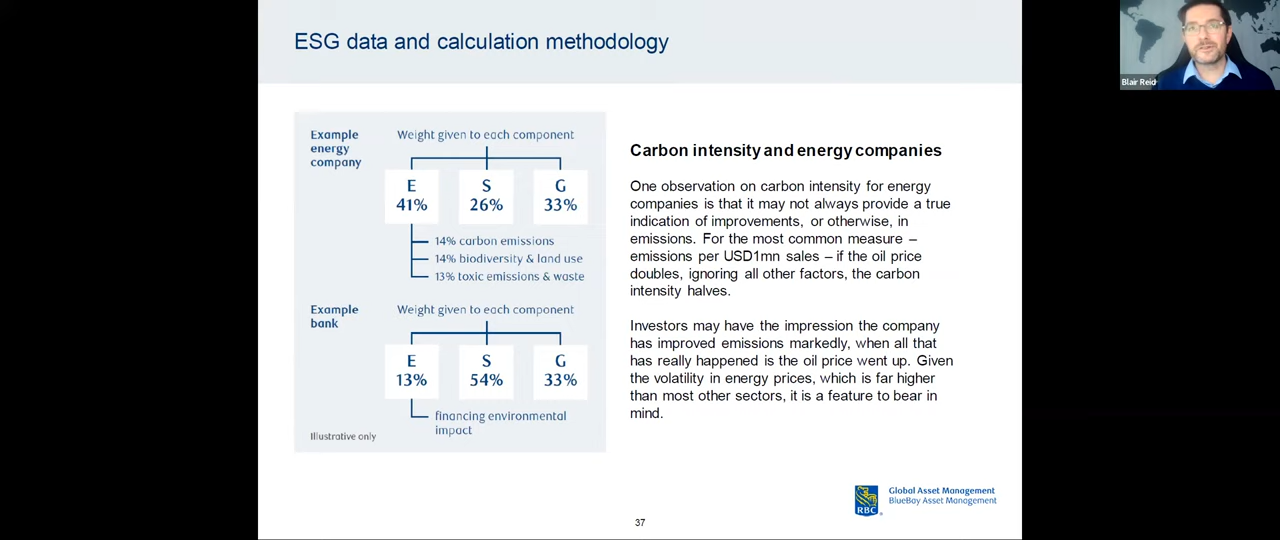 ESG data and calculation methodology
Blair Reid
Example
energy
company
Weight given to each component
E
41%
S
26%
G
33%
14% carbon emissions
14% biodiversity & land use
13% toxic emissions & waste
Example
bank
Weight given to each component
E
13%
S
54%
G
33%
financing environmental
impact
Illustrative only
Carbon intensity and energy companies
One observation on carbon intensity for energy
companies is that it may not always provide a true
indication of improvements, or otherwise, in
emissions. For the most common measure –
emissions per USD1mn sales – if the oil price
doubles, ignoring all other factors, the carbon
intensity halves.
Investors may have the impression the company
has improved emissions markedly, when all that
has really happened is the oil price went up. Given
the volatility in energy prices, which is far higher
than most other sectors, it is a feature to bear in
mind.
RBC
®
Global Asset Management
BlueBay Asset Management
37